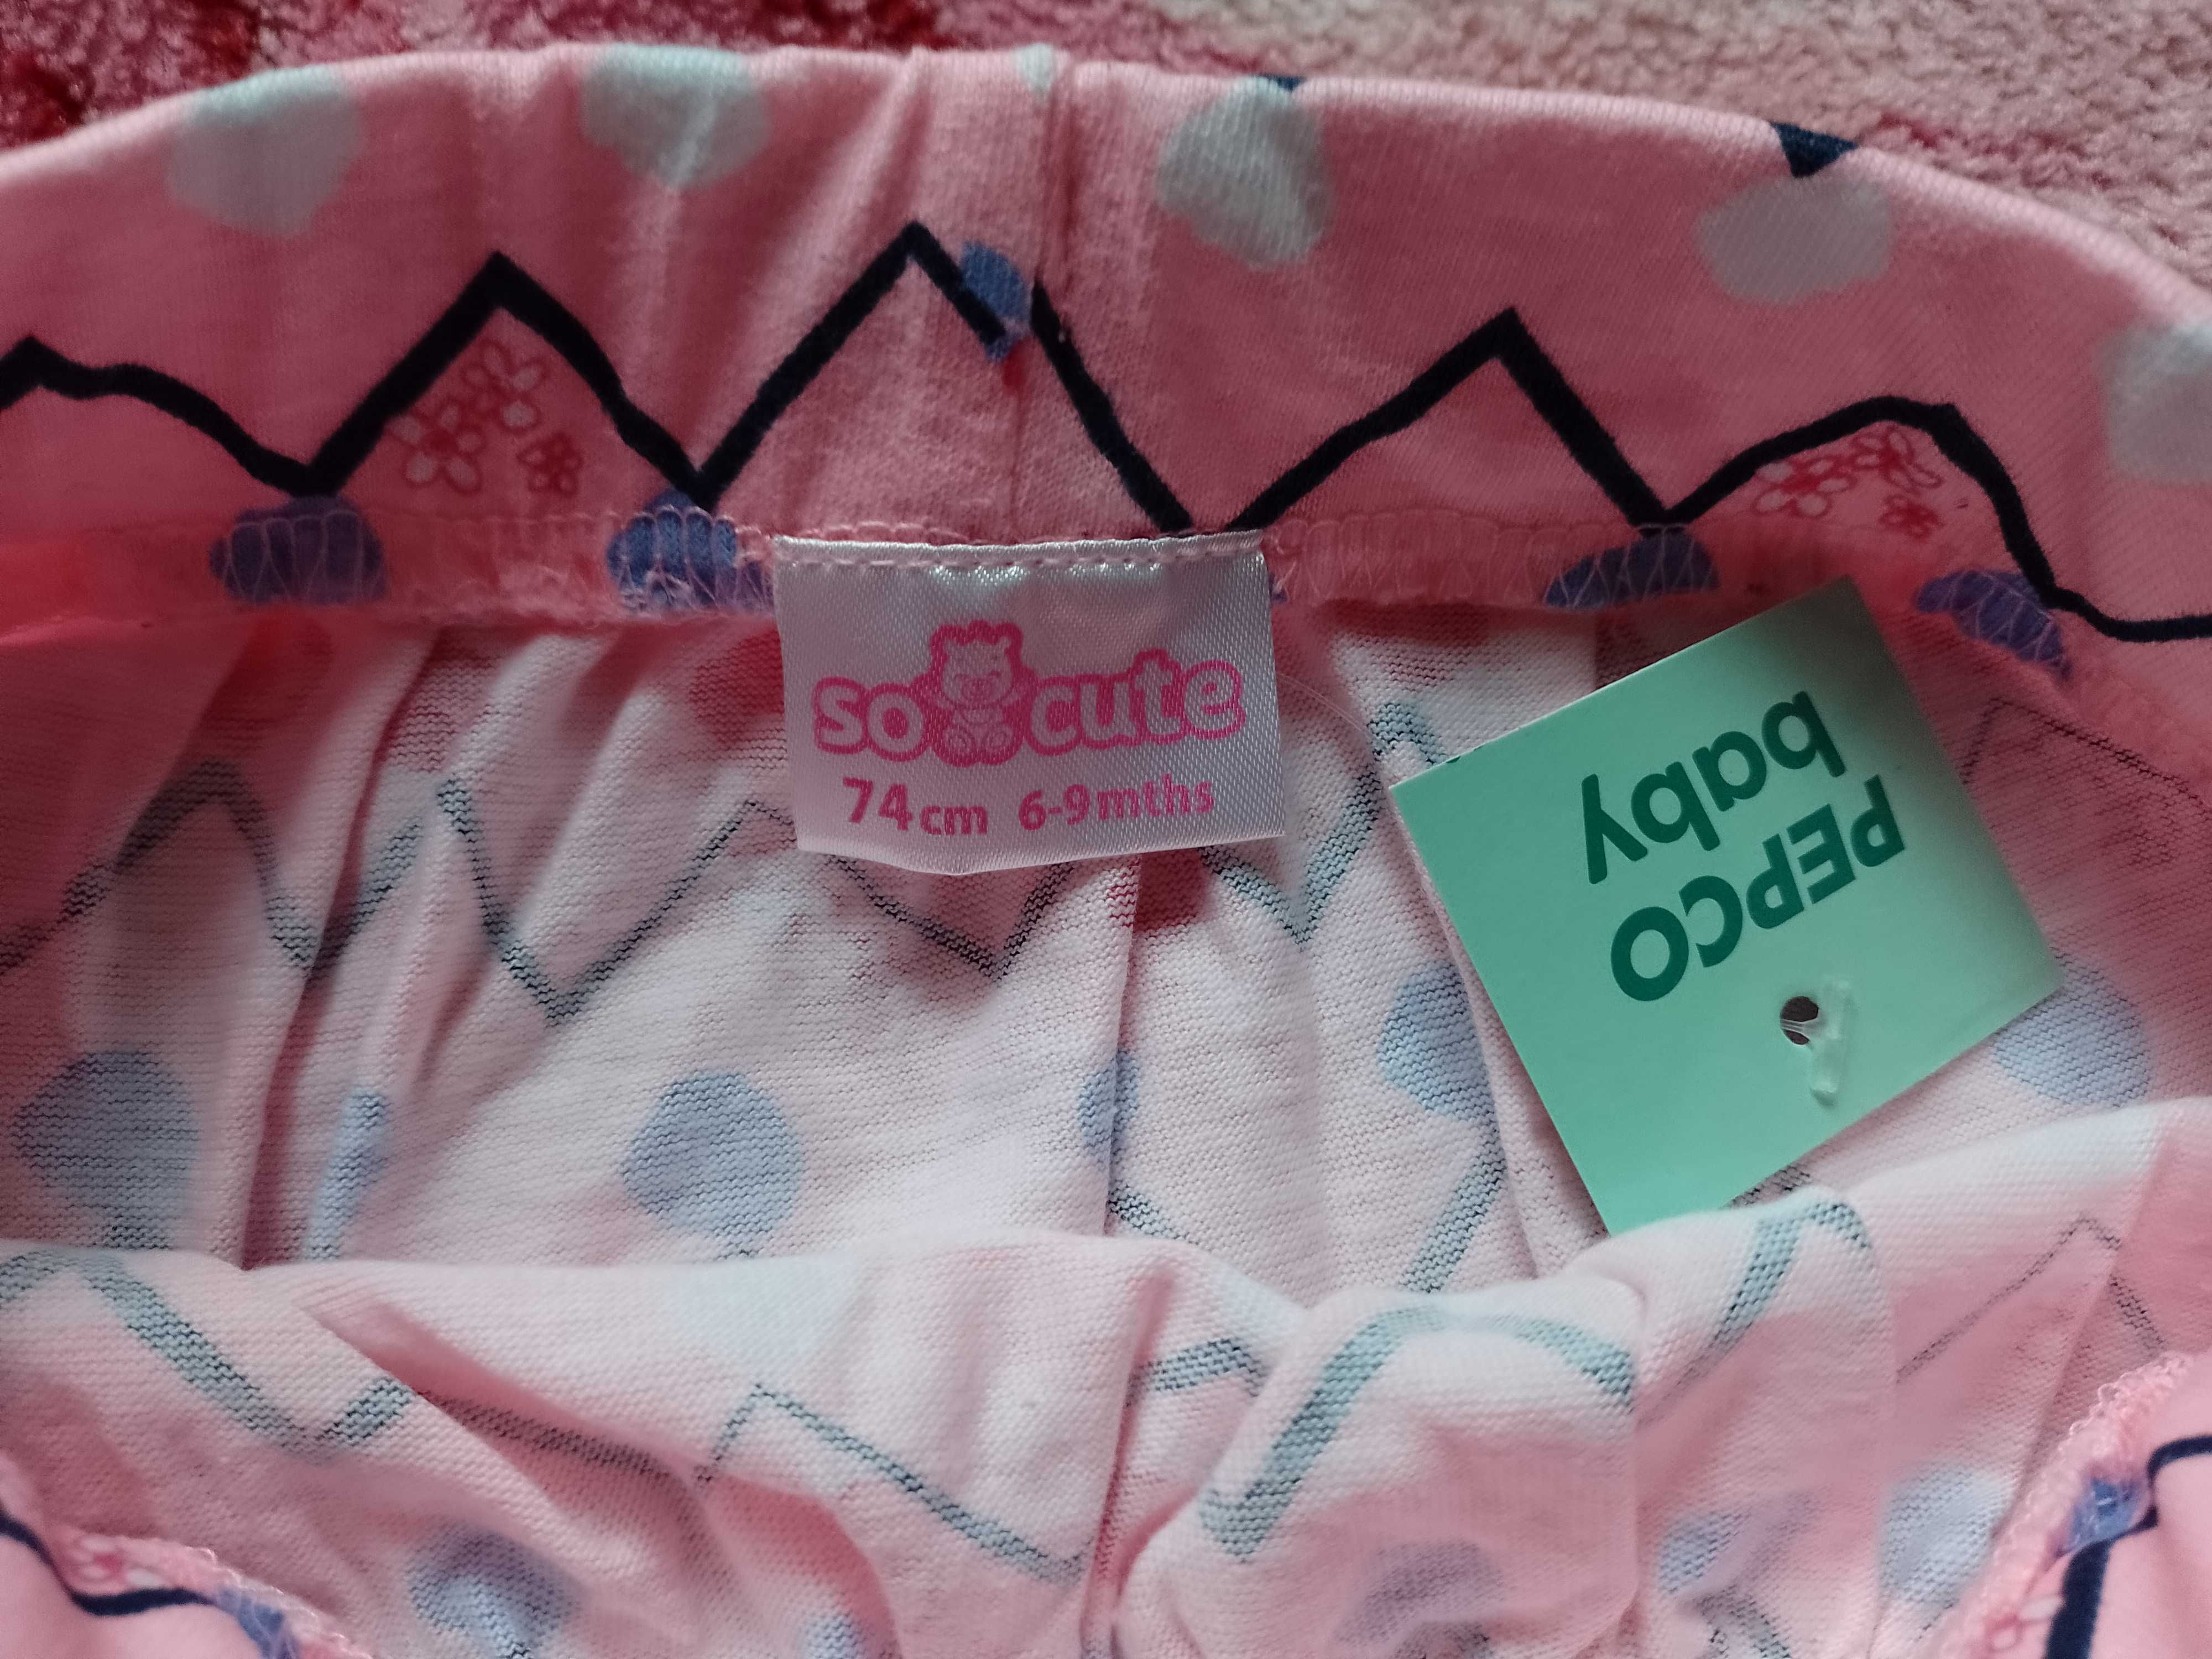 so cute
74cm 6-9mths
PEPCO
baby